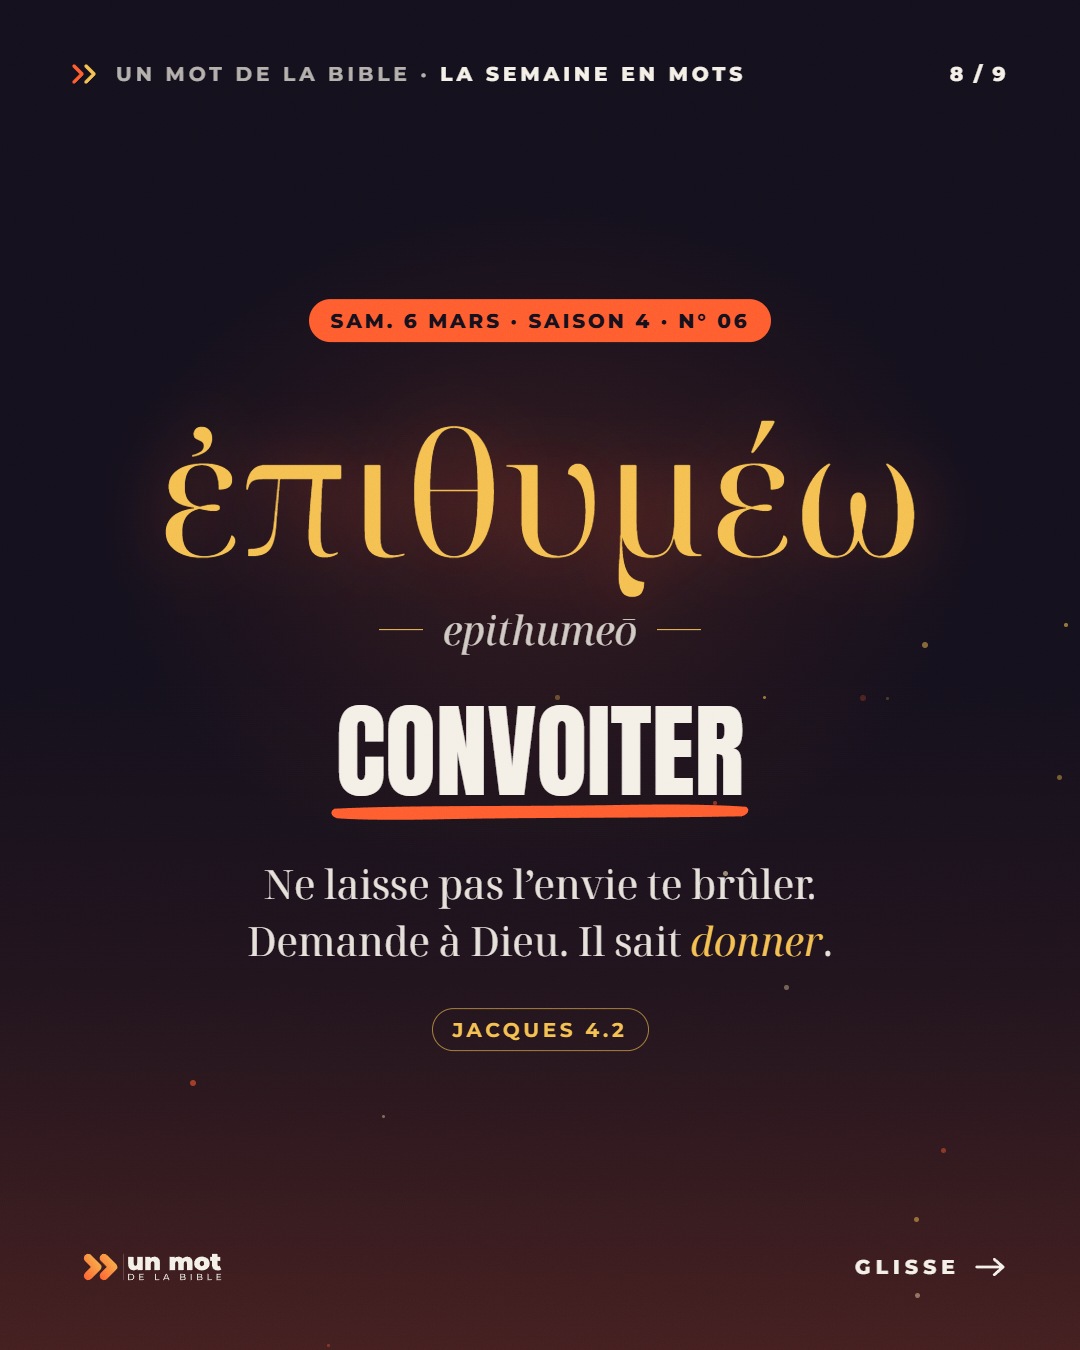 UN MOT DE LA BIBLE · LA SEMAINE EN MOTS
8 / 9
SAM. 6 MARS · SAISON 4 · N° 06
ἐπιθυμέω
epithumeō
CONVOITER
Ne laisse pas l’envie te brûler.
Demande à Dieu. Il sait donner.
JACQUES 4.2
un mot
DE LA BIBLE
GLISSE →